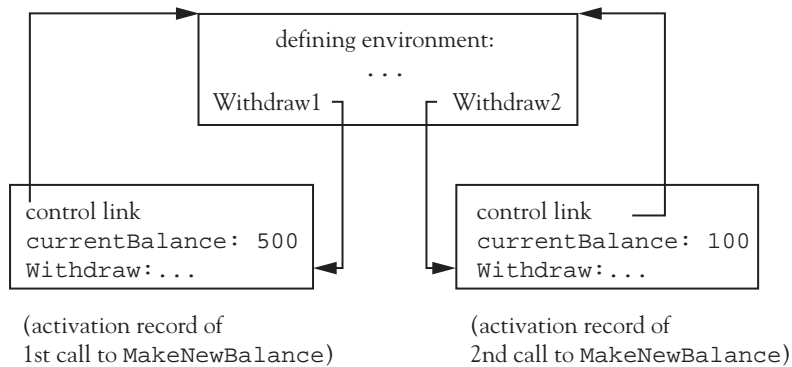 defining environment:
. . .
Withdraw1
Withdraw2
control link
currentBalance: 500
Withdraw:...
control link
currentBalance: 100
Withdraw:...
(activation record of
1st call to MakeNewBalance)
(activation record of
2nd call to MakeNewBalance)